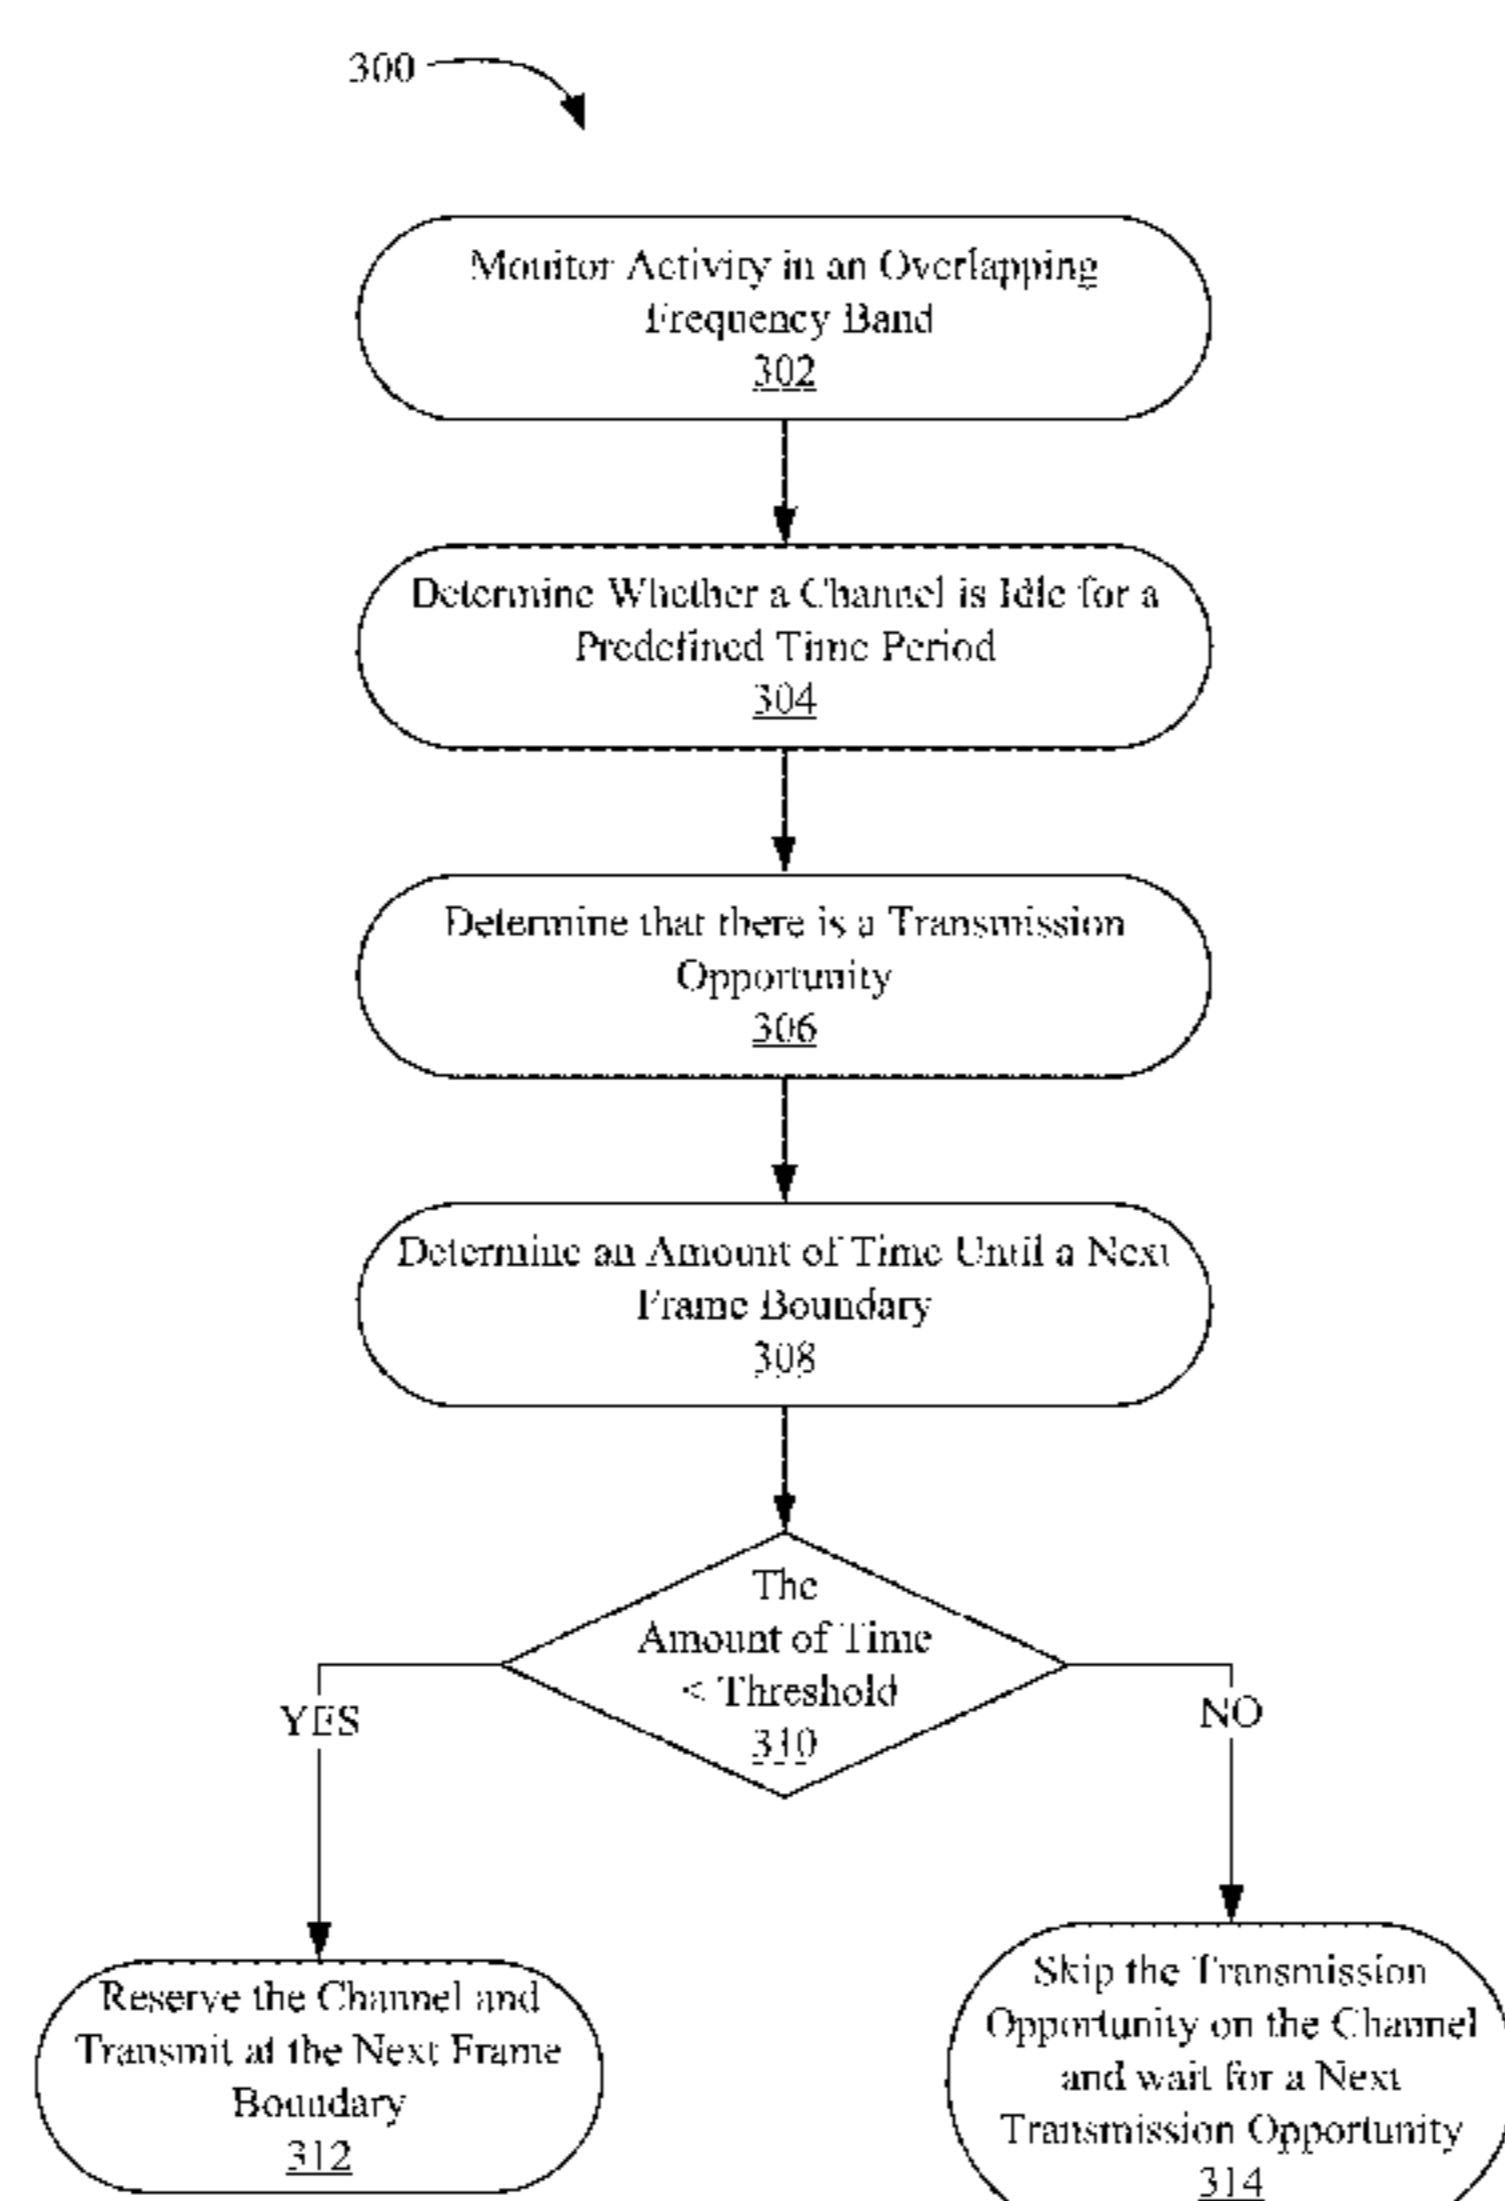 300
Monitor Activity in an Overlapping
Frequency Band
302
Determine Whether a Channel is Idle for a
Predefined Time Period
304
Determine that there is a Transmission
Opportunity
306
Determine an Amount of Time Until a Next
Frame Boundary
308
The
Amount of Time
< Threshold
310
YES
NO
Reserve the Channel and
Transmit at the Next Frame
Boundary
312
Skip the Transmission
Opportunity on the Channel
and wait for a Next
Transmission Opportunity
314